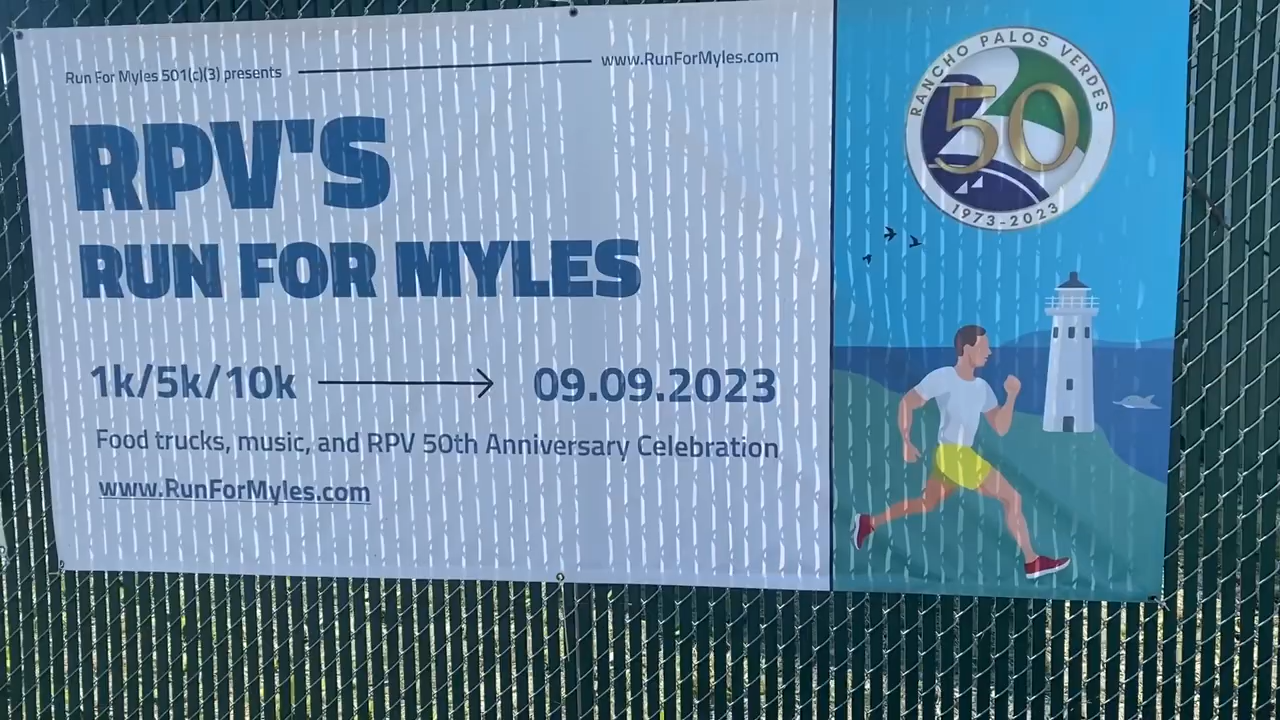 Run For Myles 501(c)(3) presents
www.RunForMyles.com
RPV'S
RUN FOR MYLES
1k/5k/10k
09.09.2023
Food trucks, music, and RPV 50th Anniversary Celebration
www.RunForMyles.com
RANCHO PALOS VERDES
50
1973-2023